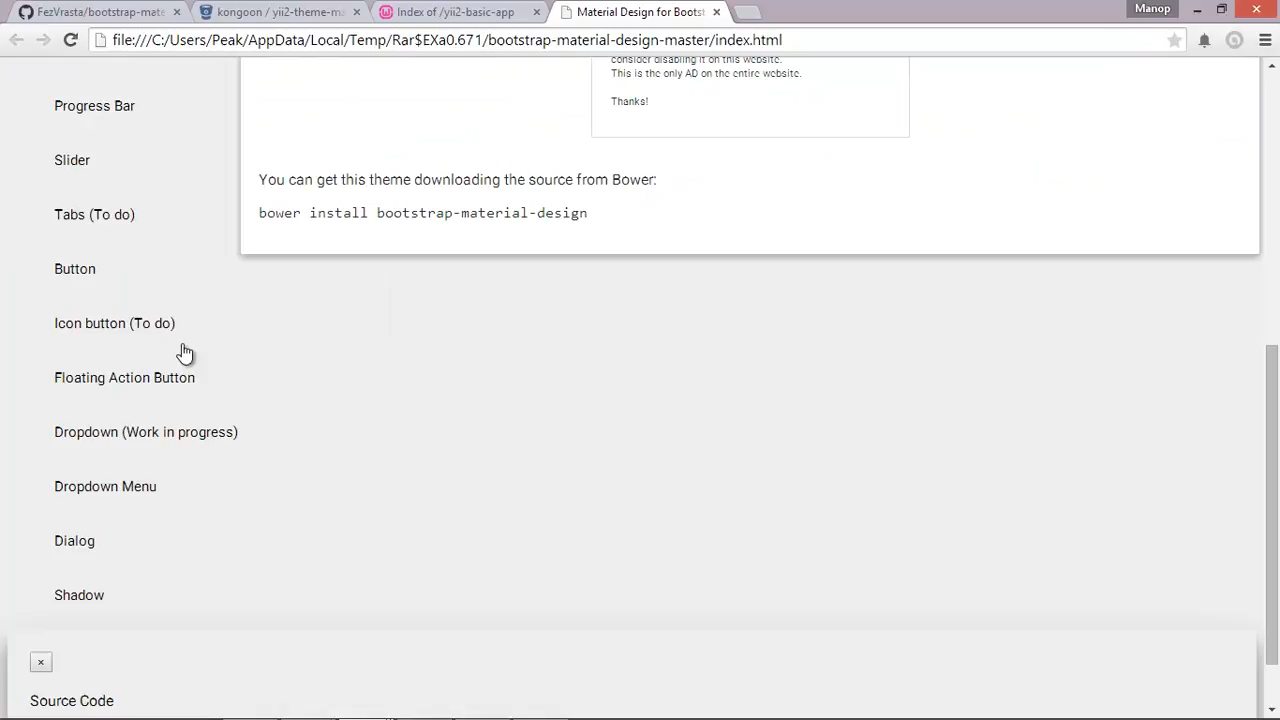 FezVrasta/bootstrap-mate
kongoon / yii2-theme-ma
Index of /yii2-basic-app
Material Design for Bootst
Manop
file:///C:/Users/Peak/AppData/Local/Temp/Rar$EXa0.671/bootstrap-material-design-master/index.html
consider disabling it on this website.
This is the only AD on the entire website.
Thanks!
You can get this theme downloading the source from Bower:
bower install bootstrap-material-design
Progress Bar
Slider
Tabs (To do)
Button
Icon button (To do)
Floating Action Button
Dropdown (Work in progress)
Dropdown Menu
Dialog
Shadow
×
Source Code